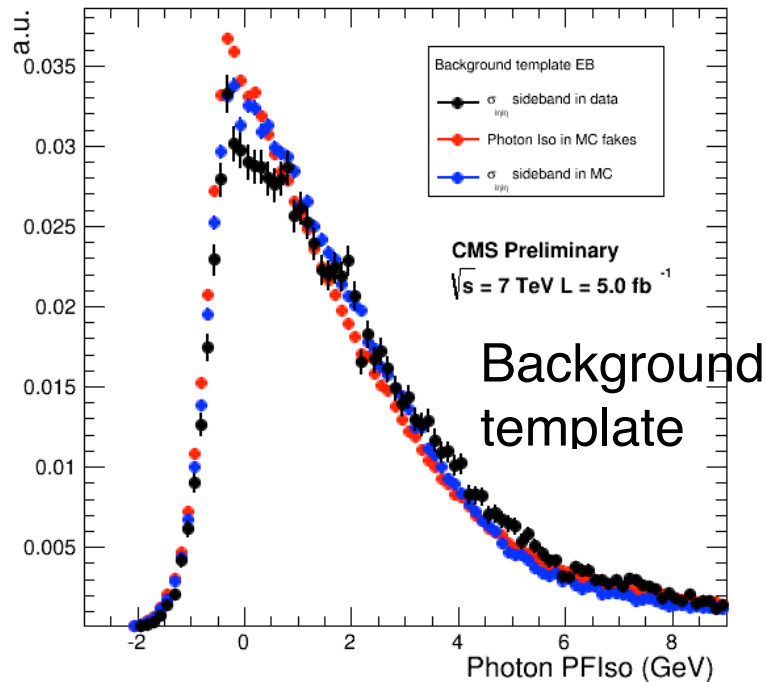 a.u.
0.035
0.03
0.025
0.02
0.015
0.01
0.005
Background template EB
σiηiη sideband in data
Photon Iso in MC fakes
σiηiη sideband in MC
CMS Preliminary
√s = 7 TeV L = 5.0 fb -1
Background
template
-2 0 2 4 6 8
Photon PFIso (GeV)